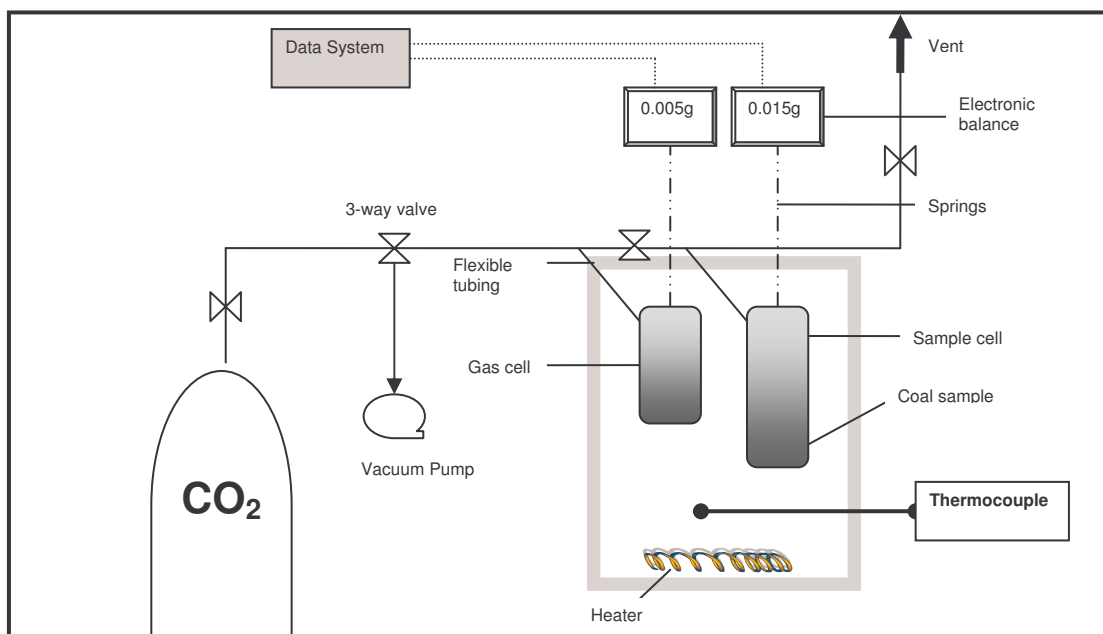 Data System
Vent
0.005g
0.015g
Electronic
balance
3-way valve
Springs
Flexible
tubing
Gas cell
Sample cell
Coal sample
Vacuum Pump
CO₂
Thermocouple
Heater